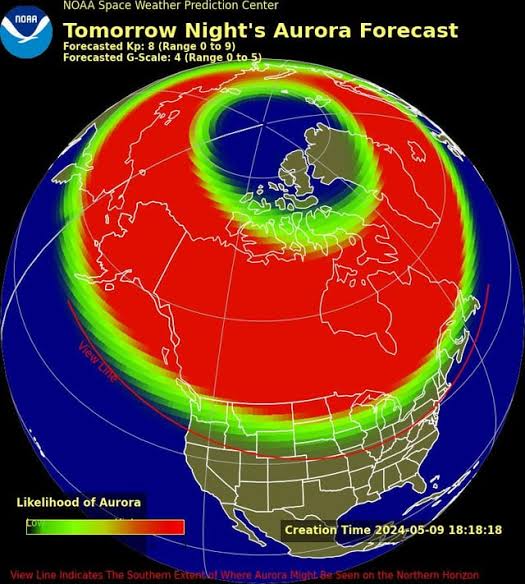 NOAA Space Weather Prediction Center
NOAA
Tomorrow Night's Aurora Forecast
Forecasted Kp: 8 (Range 0 to 9)
Forecasted G-Scale: 4 (Range 0 to 5)
View Line
Likelihood of Aurora
Low
Creation Time 2024-05-09 18:18:18
View Line Indicates The Southern Extent of Where Aurora Might Be Seen on the Northern Horizon